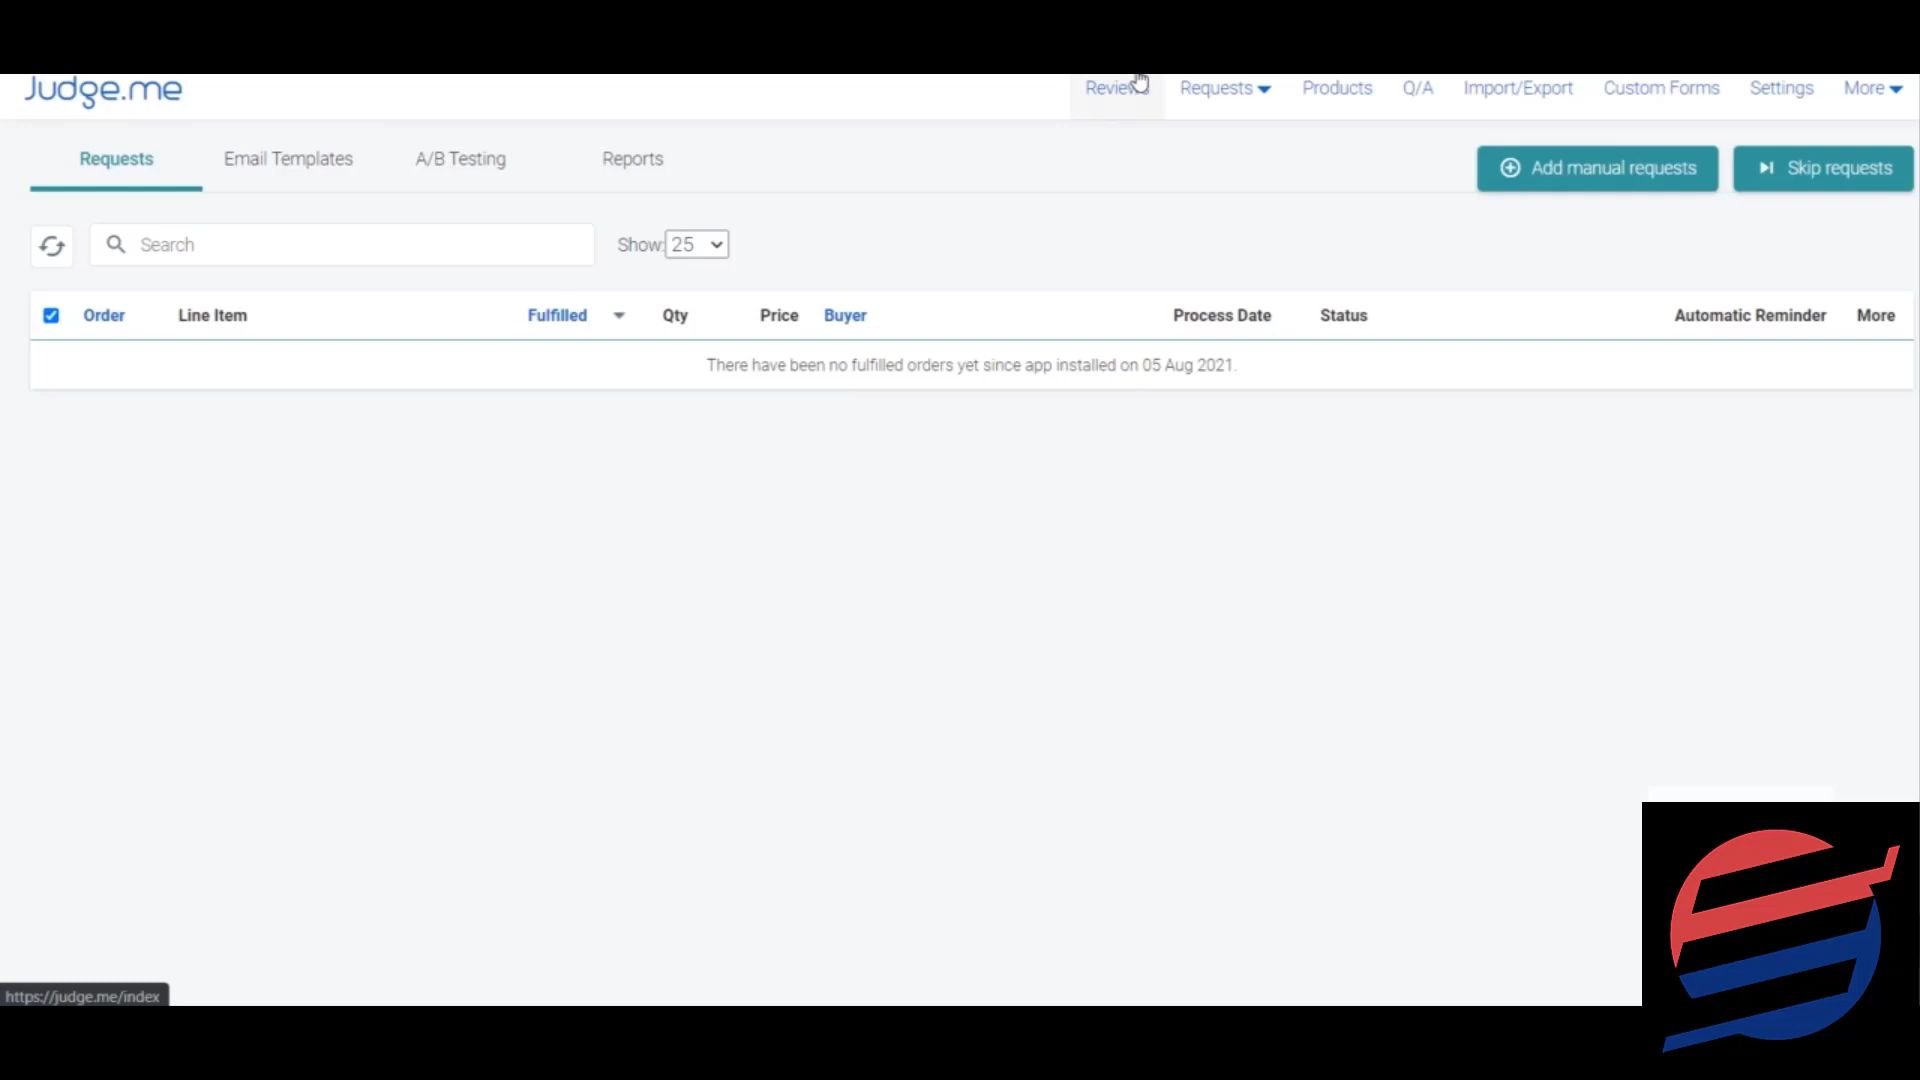 Judge.me
Reviews Requests Products Q/A Import/Export Custom Forms Settings More
Requests Email Templates A/B Testing Reports Add manual requests Skip requests
Search Show: 25
Order Line Item Fulfilled Qty Price Buyer Process Date Status Automatic Reminder More
There have been no fulfilled orders yet since app installed on 05 Aug 2021.
https://judge.me/index